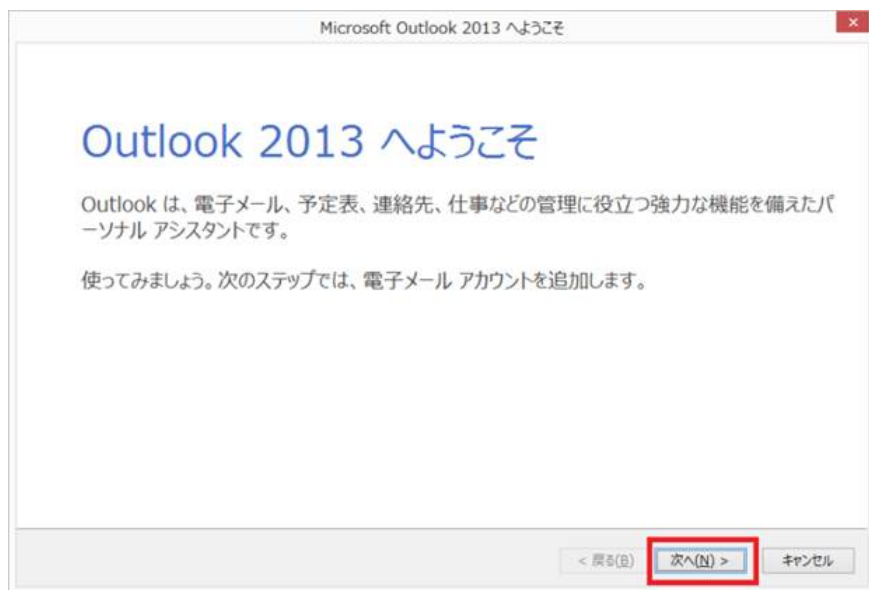 Microsoft Outlook 2013 へようこそ
Outlook 2013 へようこそ
Outlook は、電子メール、予定表、連絡先、仕事などの管理に役立つ強力な機能を備えたパ
ーソナル アシスタントです。
使ってみましょう。次のステップでは、電子メール アカウントを追加します。
< 戻る(B) 次へ(N) > キャンセル